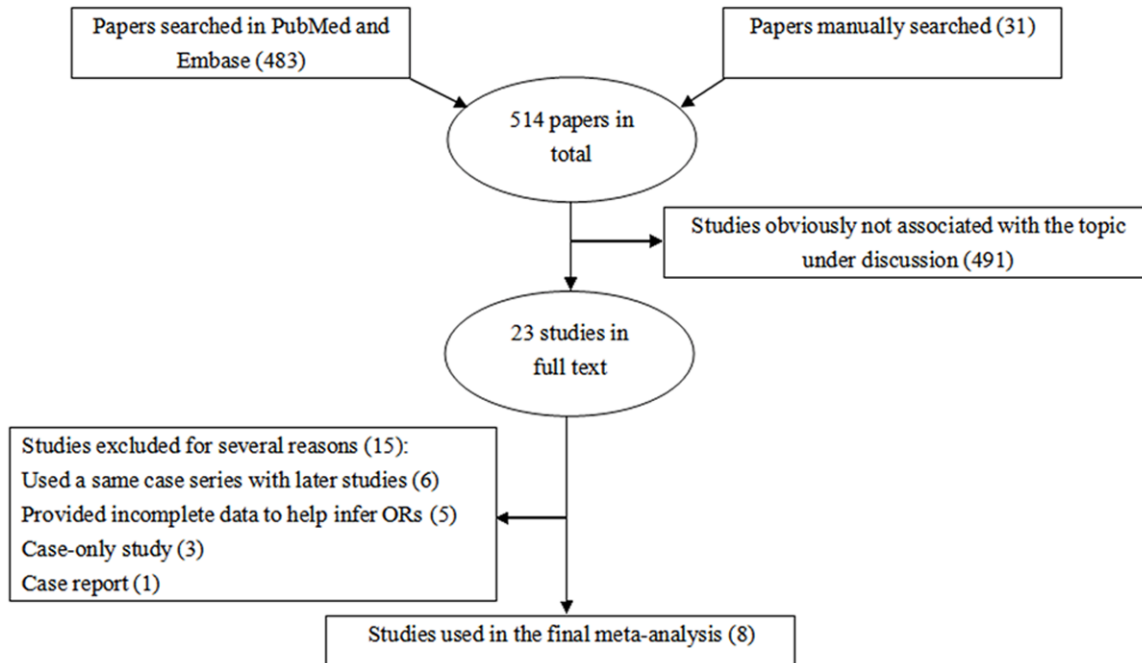 Papers searched in PubMed and
Embase (483)
Papers manually searched (31)
514 papers in
total
Studies obviously not associated with the topic
under discussion (491)
23 studies in
full text
Studies excluded for several reasons (15):
Used a same case series with later studies (6)
Provided incomplete data to help infer ORs (5)
Case-only study (3)
Case report (1)
Studies used in the final meta-analysis (8)